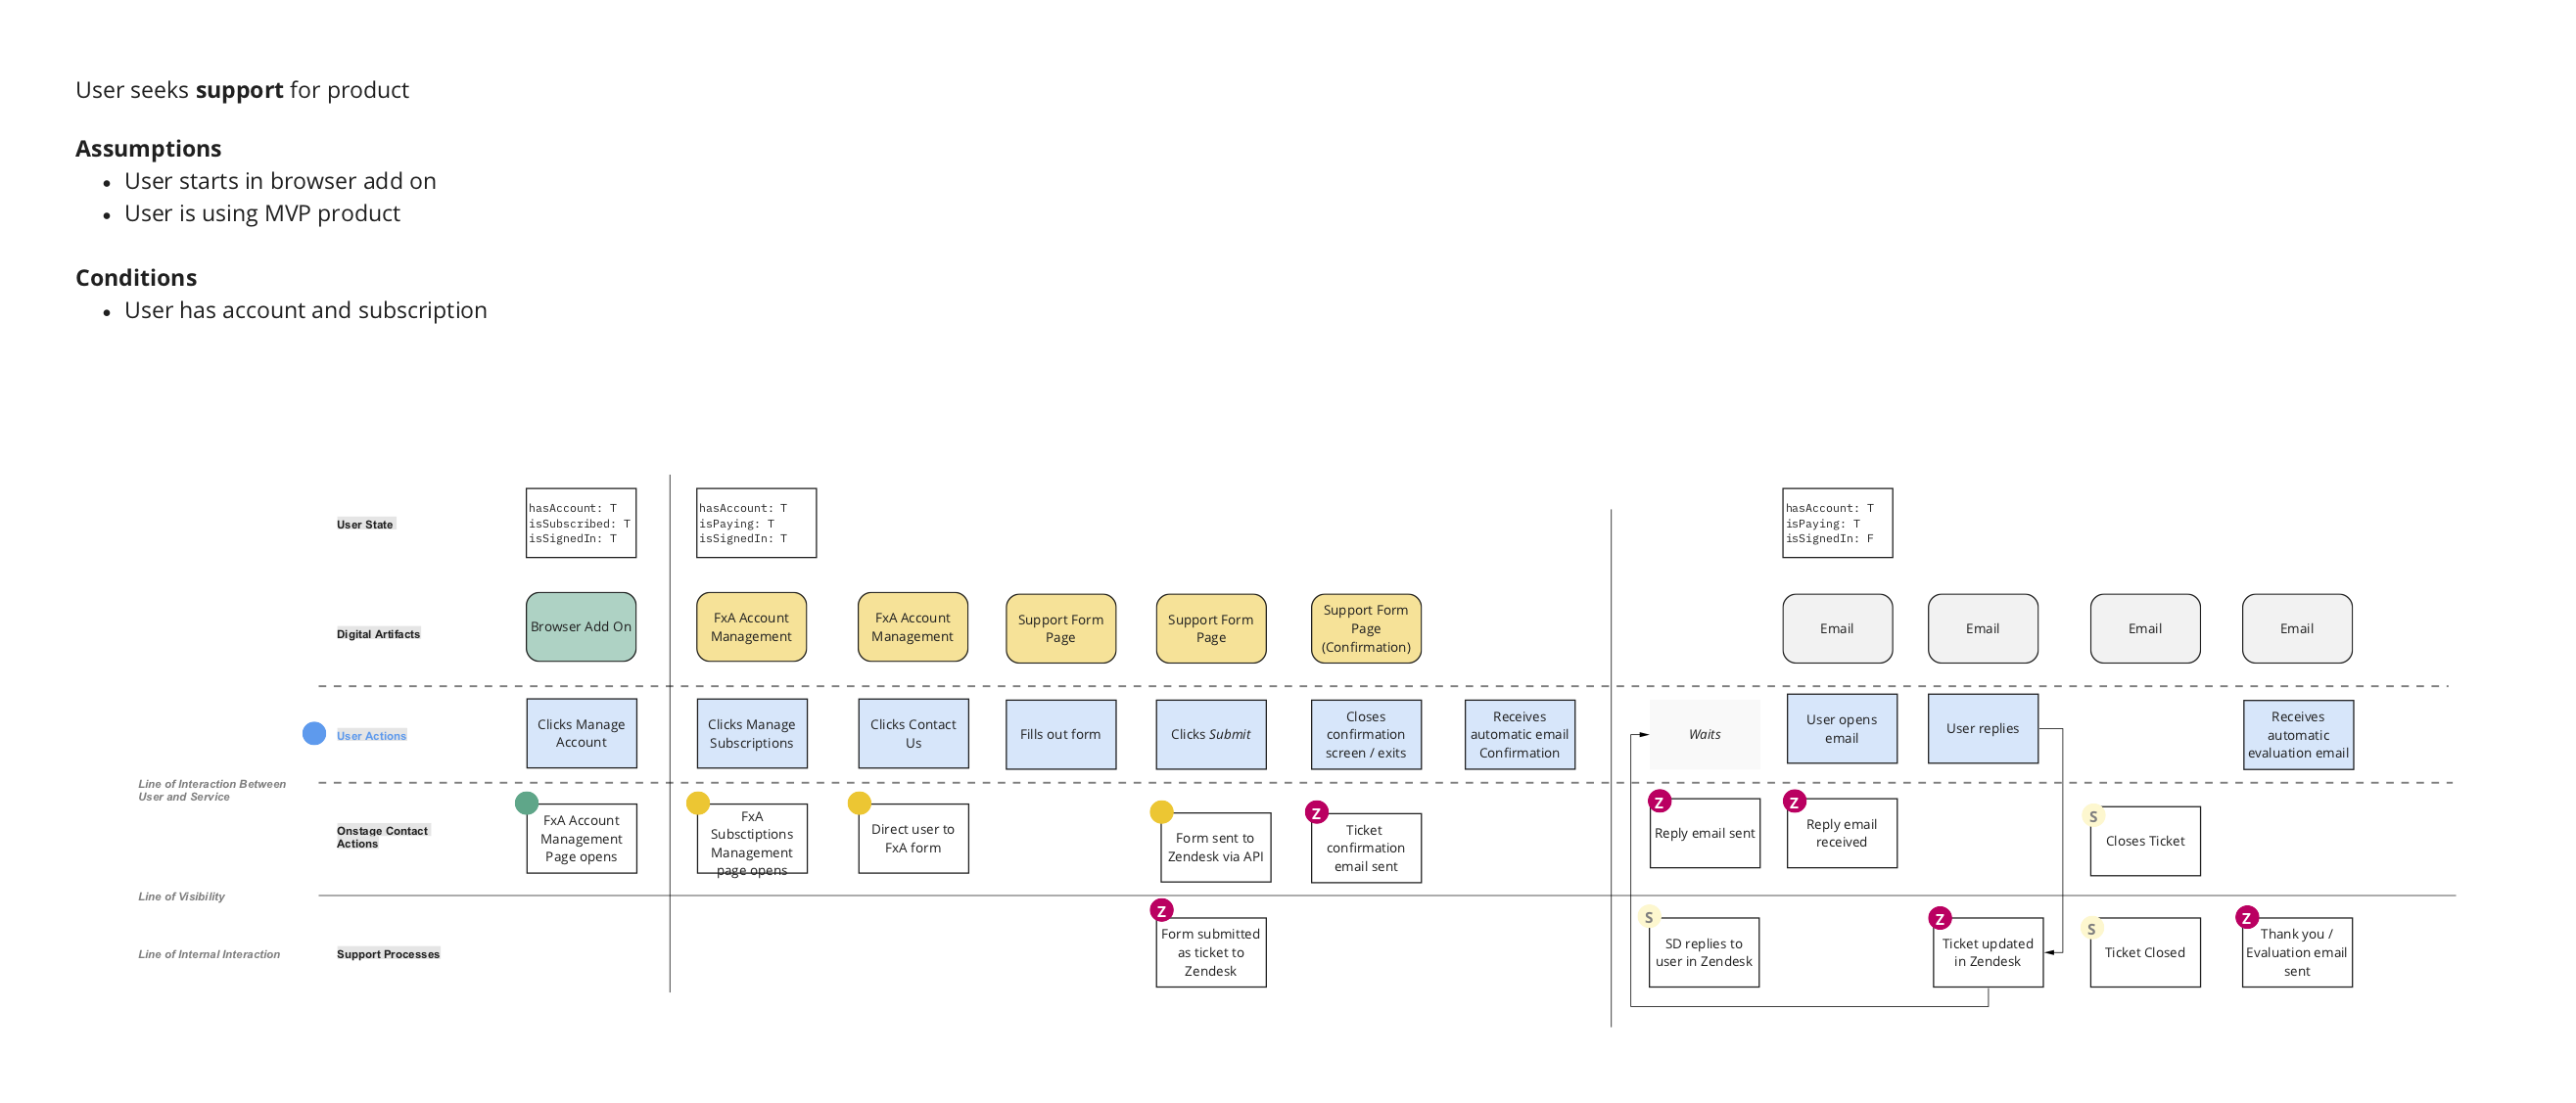 User seeks support for product
Assumptions
• User starts in browser add on
• User is using MVP product
Conditions
• User has account and subscription
User State
hasAccount: T
isSubscribed: T
isSignedIn: T
hasAccount: T
isPaying: T
isSignedIn: T
hasAccount: T
isPaying: T
isSignedIn: F
Digital Artifacts
Browser Add On
FxA Account
Management
FxA Account
Management
Support Form
Page
Support Form
Page
Support Form
Page
(Confirmation)
Email
Email
Email
Email
User Actions
Clicks Manage
Account
Clicks Manage
Subscriptions
Clicks Contact
Us
Fills out form
Clicks Submit
Closes
confirmation
screen / exits
Receives
automatic email
Confirmation
Waits
User opens
email
User replies
Receives
automatic
evaluation email
Line of Interaction Between
User and Service
Onstage Contact
Actions
FxA Account
Management
Page opens
FxA
Subsctiptions
Management
page opens
Direct user to
FxA form
Form sent to
Zendesk via API
Z
Ticket
confirmation
email sent
Z
Reply email sent
Z
Reply email
received
S
Closes Ticket
Line of Visibility
Line of Internal Interaction
Support Processes
Z
Form submitted
as ticket to
Zendesk
S
SD replies to
user in Zendesk
Z
Ticket updated
in Zendesk
S
Ticket Closed
Z
Thank you /
Evaluation email
sent